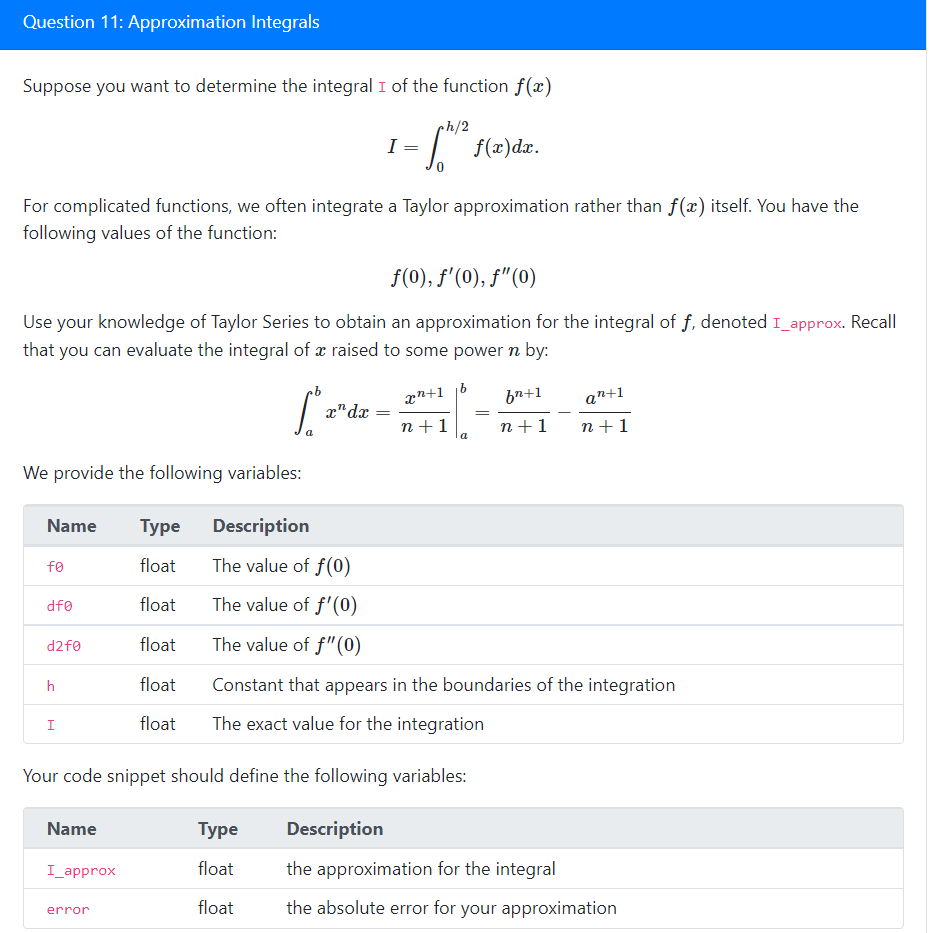 Question 11: Approximation Integrals
Suppose you want to determine the integral I of the function f(x)
I = ∫₀^{h/2} f(x)dx.
For complicated functions, we often integrate a Taylor approximation rather than f(x) itself. You have the
following values of the function:
f(0), f′(0), f″(0)
Use your knowledge of Taylor Series to obtain an approximation for the integral of f, denoted I_approx. Recall
that you can evaluate the integral of x raised to some power n by:
∫_a^b x^n dx = x^{n+1}/(n+1) |_a^b = b^{n+1}/(n+1) − a^{n+1}/(n+1)
We provide the following variables:
Name Type Description
f0 float The value of f(0)
df0 float The value of f′(0)
d2f0 float The value of f″(0)
h float Constant that appears in the boundaries of the integration
I float The exact value for the integration
Your code snippet should define the following variables:
Name Type Description
I_approx float the approximation for the integral
error float the absolute error for your approximation